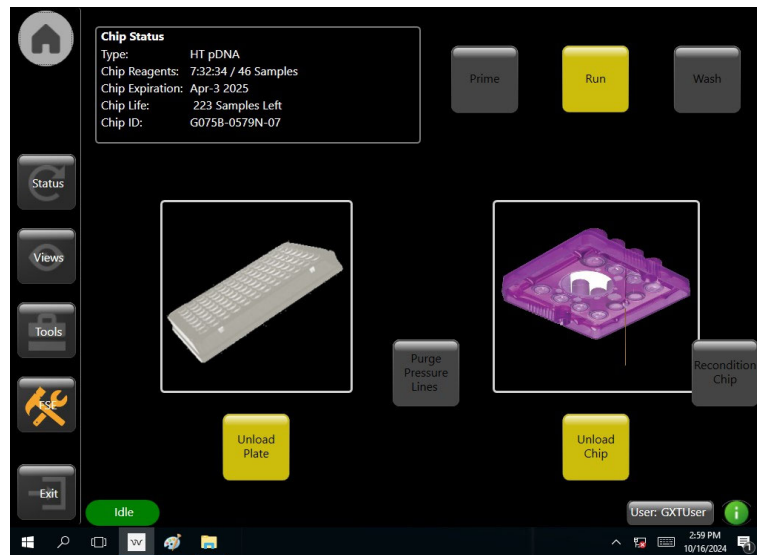 Chip Status
Type: HT pDNA
Chip Reagents: 7:32:34 / 46 Samples
Chip Expiration: Apr-3 2025
Chip Life: 223 Samples Left
Chip ID: G075B-0579N-07
Prime
Run
Wash
Status
Views
Tools
FSE
Exit
Purge
Pressure
Lines
Recondition
Chip
Unload
Plate
Unload
Chip
Idle
User: GXTUser
i
2:59 PM
10/16/2024
1